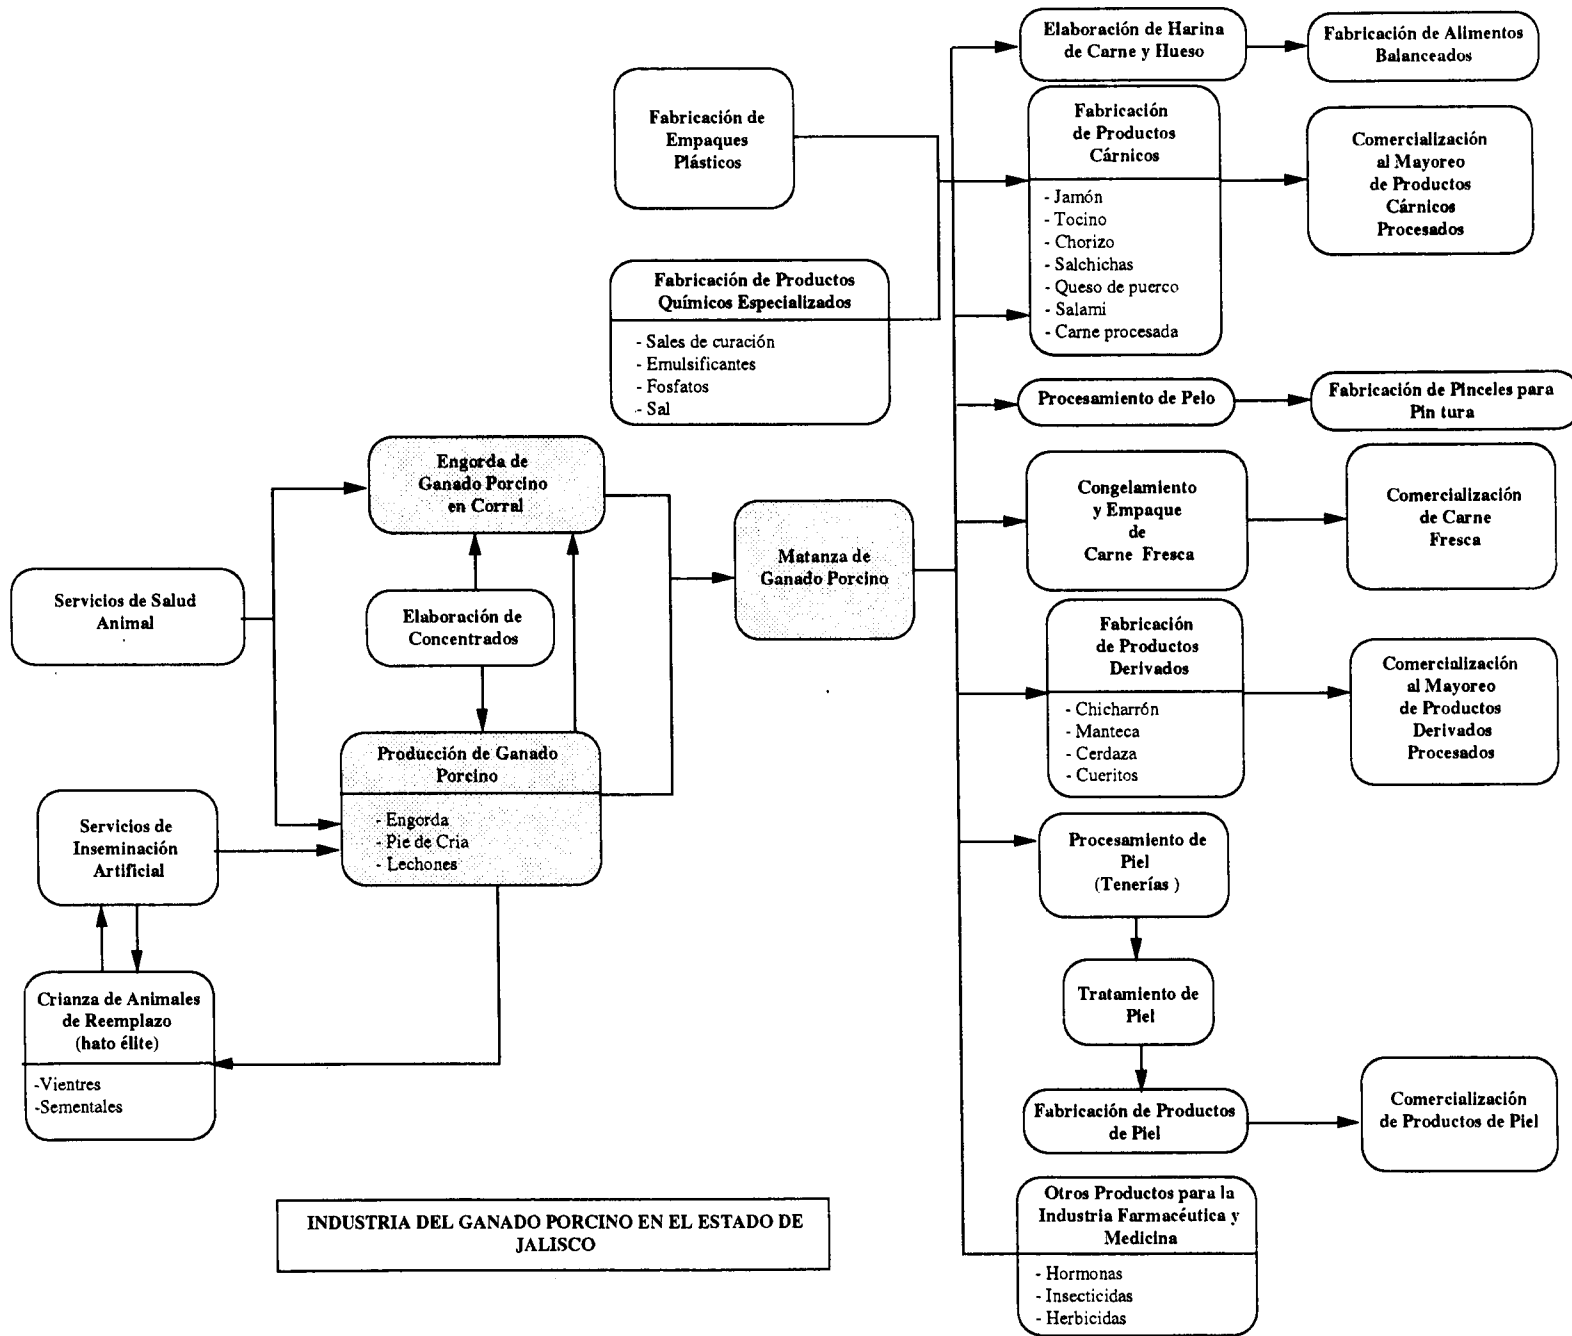 Elaboración de Harina
de Carne y Hueso
Fabricación de Alimentos
Balanceados
Fabricación de
Empaques
Plásticos
Fabricación
de Productos
Cárnicos
- Jamón
- Tocino
- Chorizo
- Salchichas
- Queso de puerco
- Salami
- Carne procesada
Comercialización
al Mayoreo
de Productos
Cárnicos
Procesados
Fabricación de Productos
Químicos Especializados
- Sales de curación
- Emulsificantes
- Fosfatos
- Sal
Procesamiento de Pelo
Fabricación de Pinceles para
Pin tura
Engorda de
Ganado Porcino
en Corral
Congelamiento
y Empaque
de
Carne Fresca
Comercialización
de Carne
Fresca
Matanza de
Ganado Porcino
Servicios de Salud
Animal
Elaboración de
Concentrados
Fabricación
de Productos
Derivados
- Chicharrón
- Manteca
- Cerdaza
- Cueritos
Comercialización
al Mayoreo
de Productos
Derivados
Procesados
Producción de Ganado
Porcino
- Engorda
- Pie de Cria
- Lechones
Servicios de
Inseminación
Artificial
Procesamiento de
Piel
(Tenerías )
Crianza de Animales
de Reemplazo
(hato élite)
-Vientres
-Sementales
Tratamiento de
Piel
Fabricación de Productos
de Piel
Comercialización
de Productos de Piel
Otros Productos para la
Industria Farmacéutica y
Medicina
- Hormonas
- Insecticidas
- Herbicidas
INDUSTRIA DEL GANADO PORCINO EN EL ESTADO DE
JALISCO